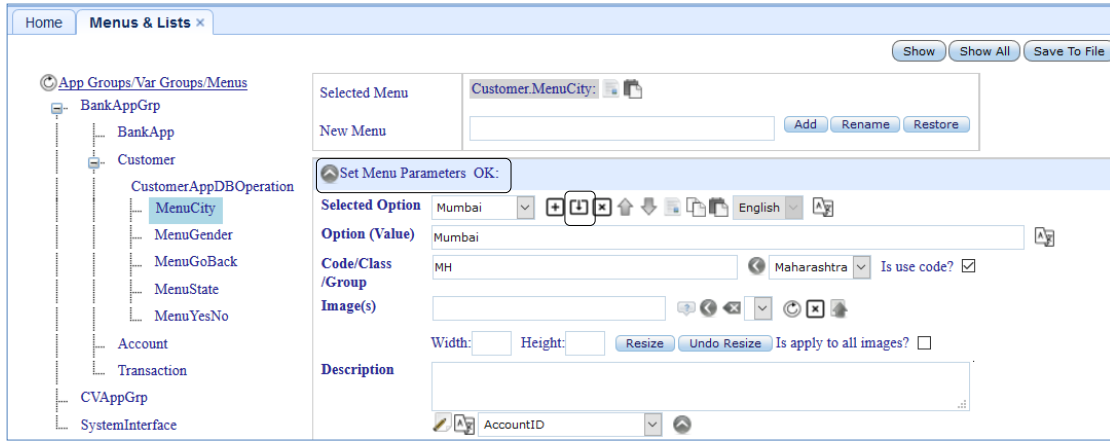 Home
Menus & Lists ×
Show Show All Save To File
App Groups/Var Groups/Menus
BankAppGrp
BankApp
Customer
CustomerAppDBOperation
MenuCity
MenuGender
MenuGoBack
MenuState
MenuYesNo
Account
Transaction
CVAppGrp
SystemInterface
Selected Menu Customer.MenuCity:
New Menu Add Rename Restore
Set Menu Parameters OK:
Selected Option Mumbai English
Option (Value) Mumbai
Code/Class
/Group
MH Maharashtra Is use code?
Image(s)
Width: Height: Resize Undo Resize Is apply to all images?
Description
AccountID